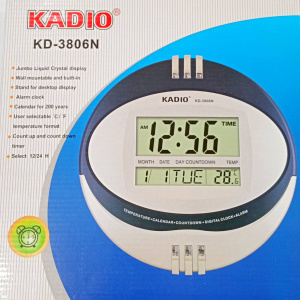 KADIO
KD-3806N
Jumbo Liquid Crystal display
Wall mountable and built-in
Stand for desktop display
Alarm clock
Calendar for 200 years
User selectable °C/ °F
temperature format
Count up and count down
timer
Select 12/24 H
KADIO KD-3806N
AM 12:56 TIME
MONTH DATE DAY COUNTDOWN TEMP
1 1 TUE 28.
TEMPERATURE•CALENDAR•COUNTDOWN•DIGITAL CLOCK•ALARM